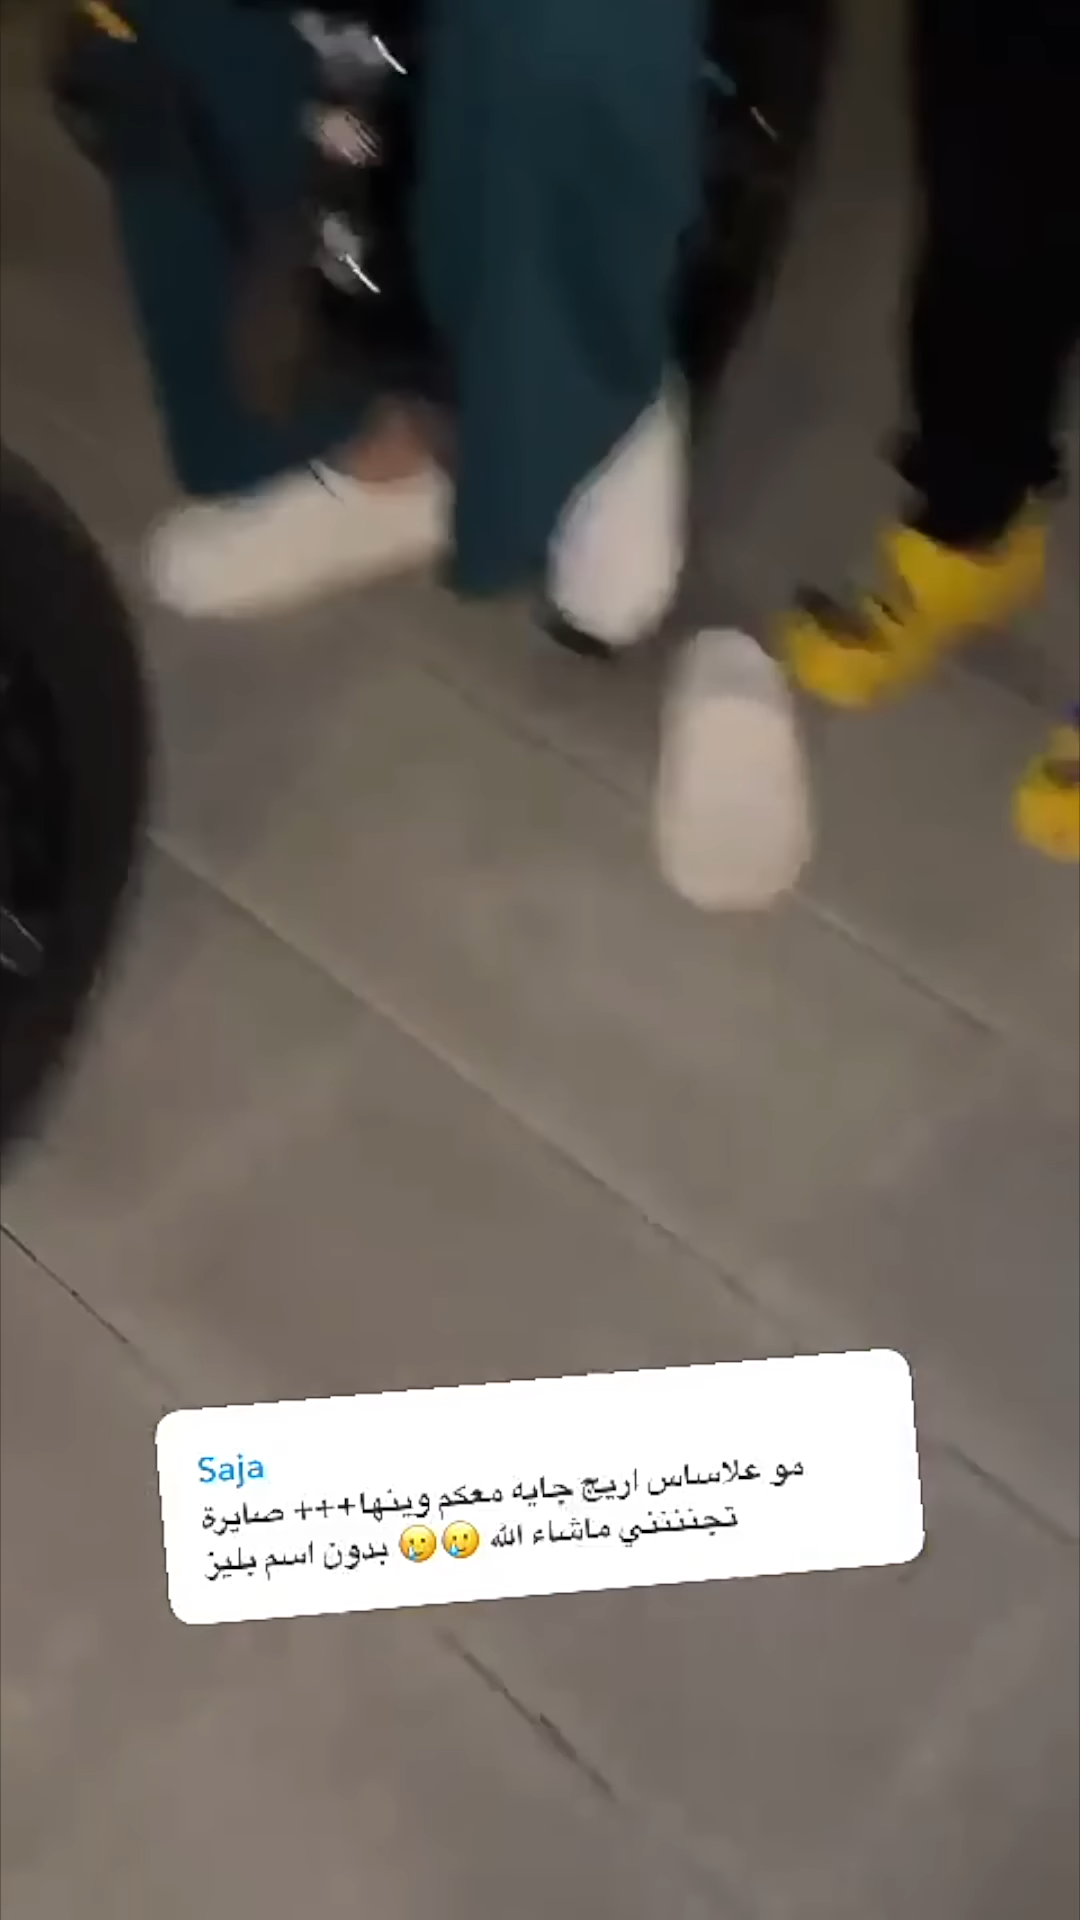 Saja
مو علاساس اريج جايه معكم وينها+++ صايرة
تجنننني ماشاء الله 🥲🥲 بدون اسم بليز